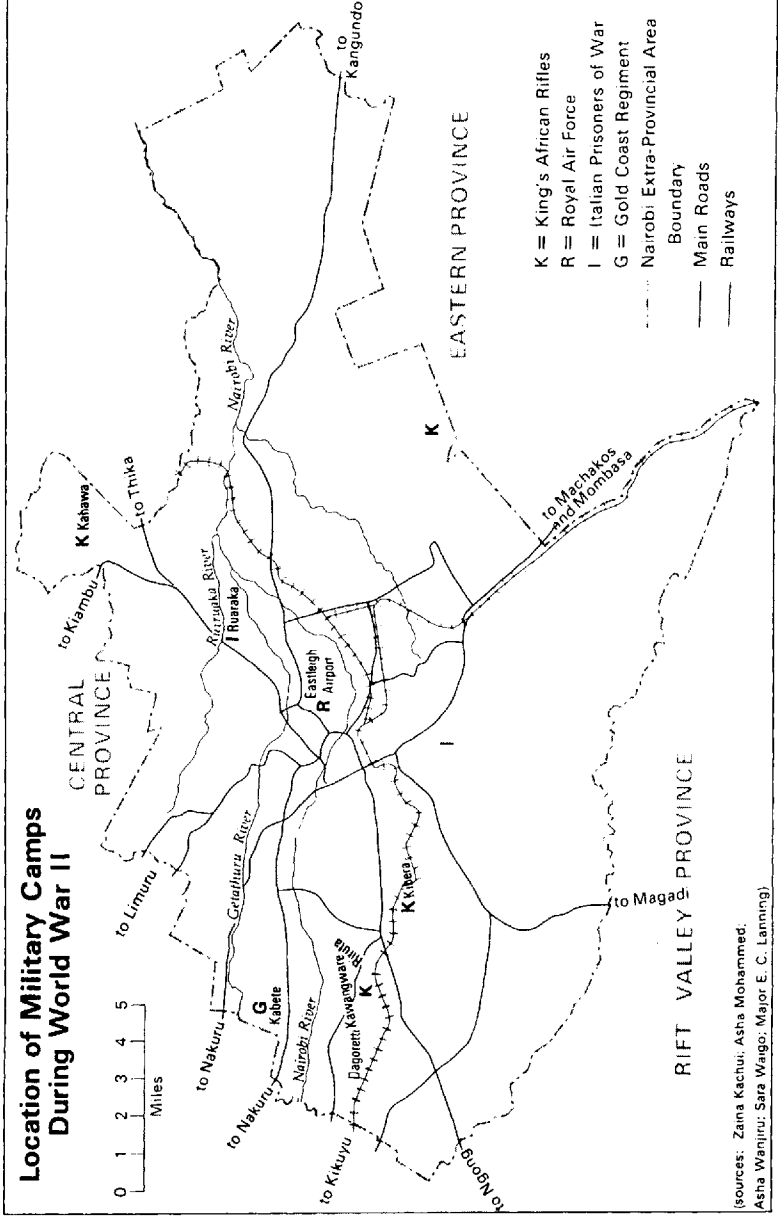 Location of Military Camps
During World War II
0 1 2 3 4 5
Miles
CENTRAL
PROVINCE
to Kiambu
K Kahawa
to Thika
to Limuru
Getathuru River
Ruiruaka River
I Ruaraka
Nairobi River
to Kangundo
to Nakuru
G
Kabete
to Nakuru
Nairobi River
R
Eastleigh
Airport
to Kikuyu
Dagoretti
Kawangware
Riruta
K
K Kibera
to Ngong
I
K
EASTERN PROVINCE
to Machakos
and Mombasa
to Magadi
RIFT VALLEY PROVINCE
K = King's African Rifles
R = Royal Air Force
I = Italian Prisoners of War
G = Gold Coast Regiment
Nairobi Extra-Provincial Area
Boundary
Main Roads
Railways
(sources: Zaina Kachui; Asha Mohammed;
Asha Wanjiru; Sara Waigo; Major E. C. Lanning)